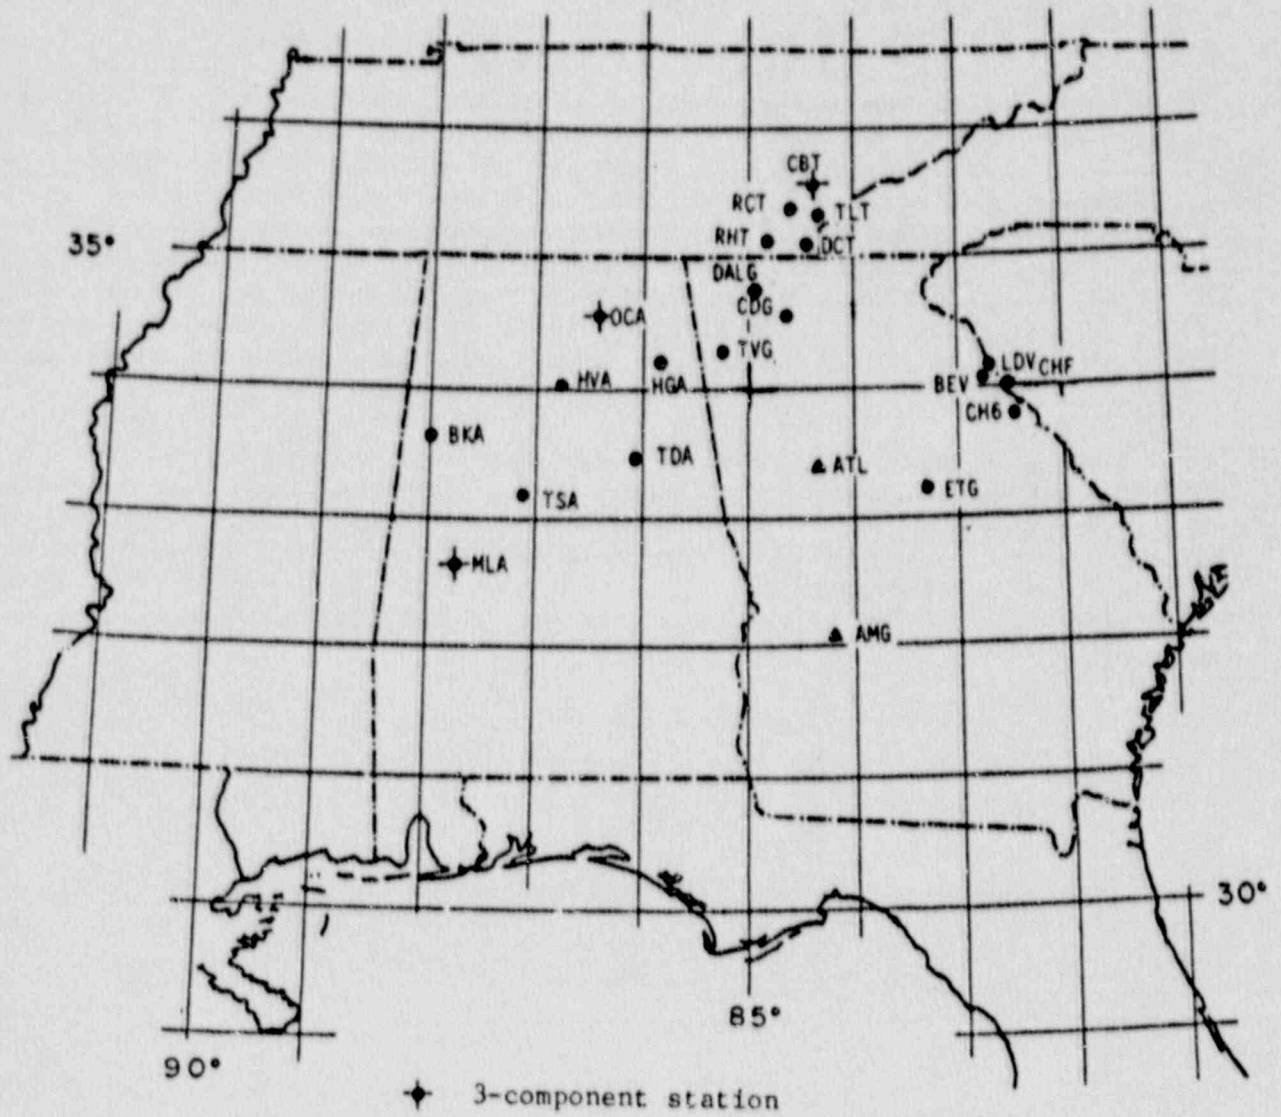 CBT
RCT
TLT
35°
RHT
DCT
DALG
CDG
OCA
TVG
LDV CHF
HVA
HGA
BEV
CH6
BKA
TDA
ATL
ETG
TSA
MLA
AMG
30°
85°
90°
3-component station